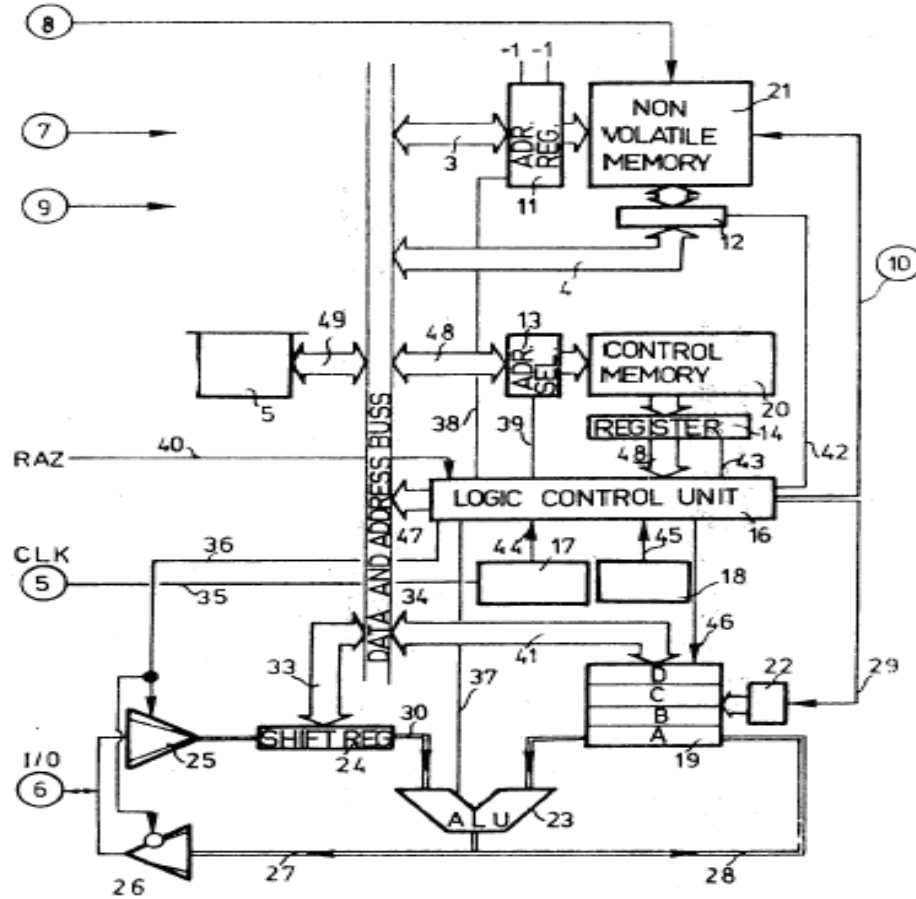 8
+1 -1
7
3
ADR. REG.
11
NON
VOLATILE
MEMORY
21
9
12
4
10
49
5
48
13
ADR. SEL.
CONTROL
MEMORY
20
REGISTER
14
38
39
48
43
42
RAZ
40
DATA AND ADDRESS BUSS
LOGIC CONTROL UNIT
16
47
36
44
17
45
18
CLK
5
35
34
33
41
46
37
D
C
B
A
19
22
29
I/O
6
25
SHIFT REG
24
30
ALU
23
26
27
28